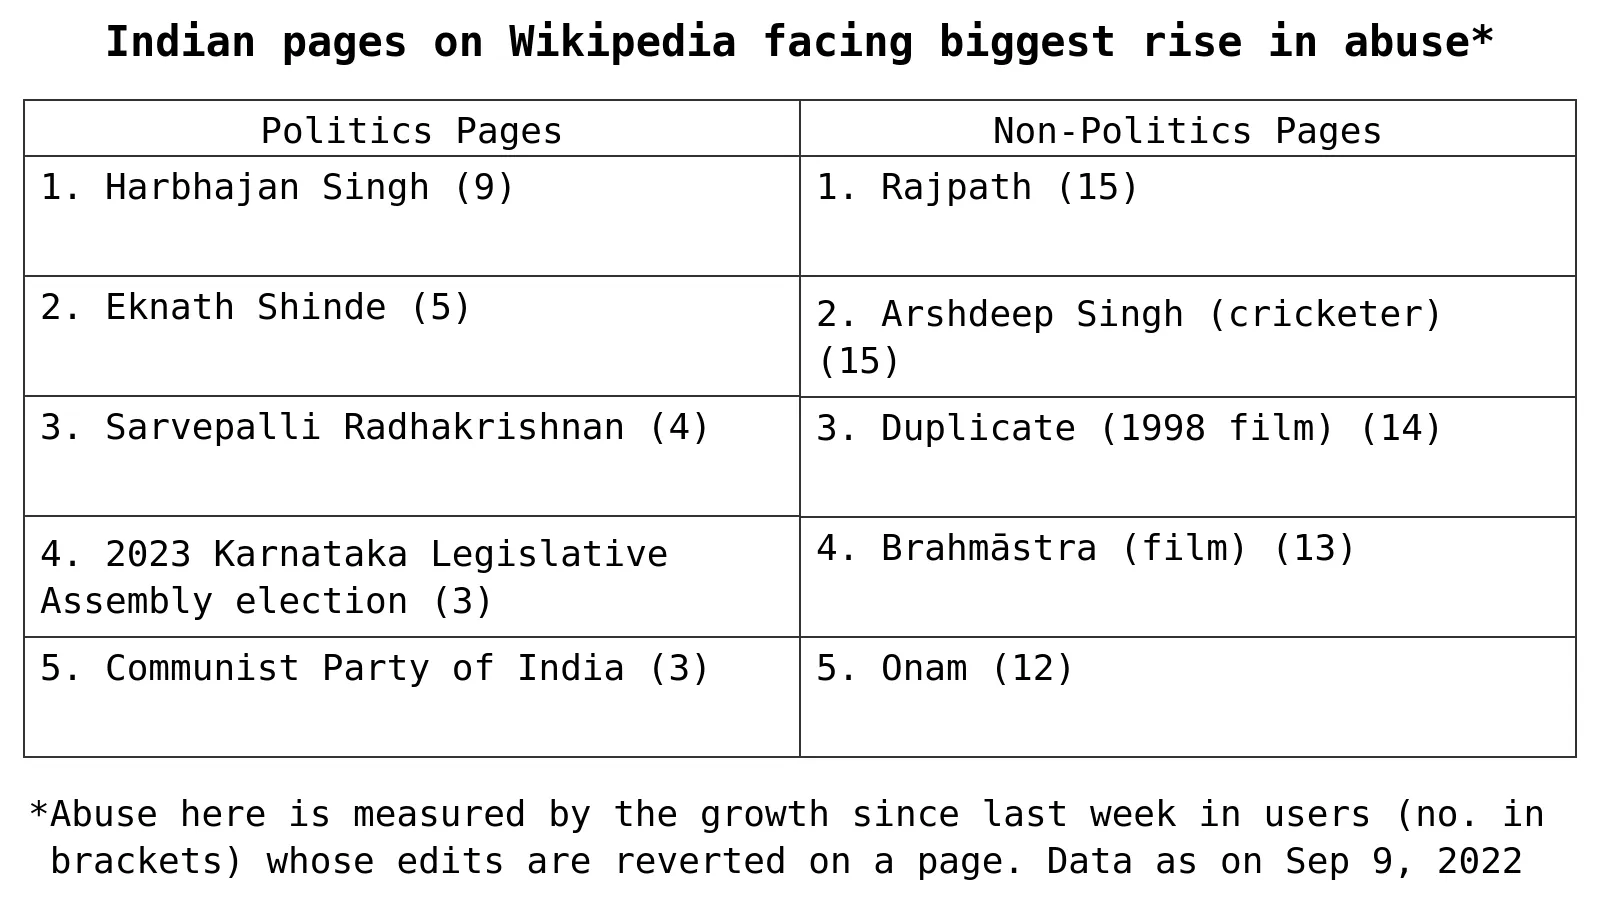 Indian pages on Wikipedia facing biggest rise in abuse*
Politics Pages
Non-Politics Pages
1. Harbhajan Singh (9)
1. Rajpath (15)
2. Eknath Shinde (5)
2. Arshdeep Singh (cricketer)
(15)
3. Sarvepalli Radhakrishnan (4)
3. Duplicate (1998 film) (14)
4. 2023 Karnataka Legislative
Assembly election (3)
4. Brahmāstra (film) (13)
5. Communist Party of India (3)
5. Onam (12)
*Abuse here is measured by the growth since last week in users (no. in
brackets) whose edits are reverted on a page. Data as on Sep 9, 2022